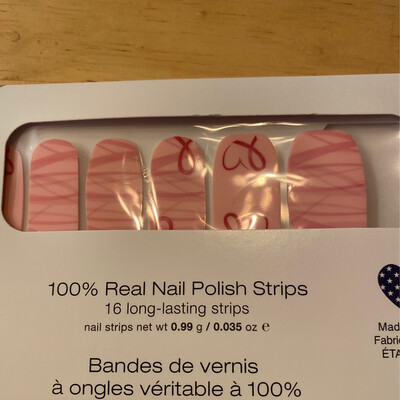 100% Real Nail Polish Strips
16 long-lasting strips
nail strips net wt 0.99 g / 0.035 oz ℮
Bandes de vernis
à ongles véritable à 100%
Mad
Fabri
ÉTA